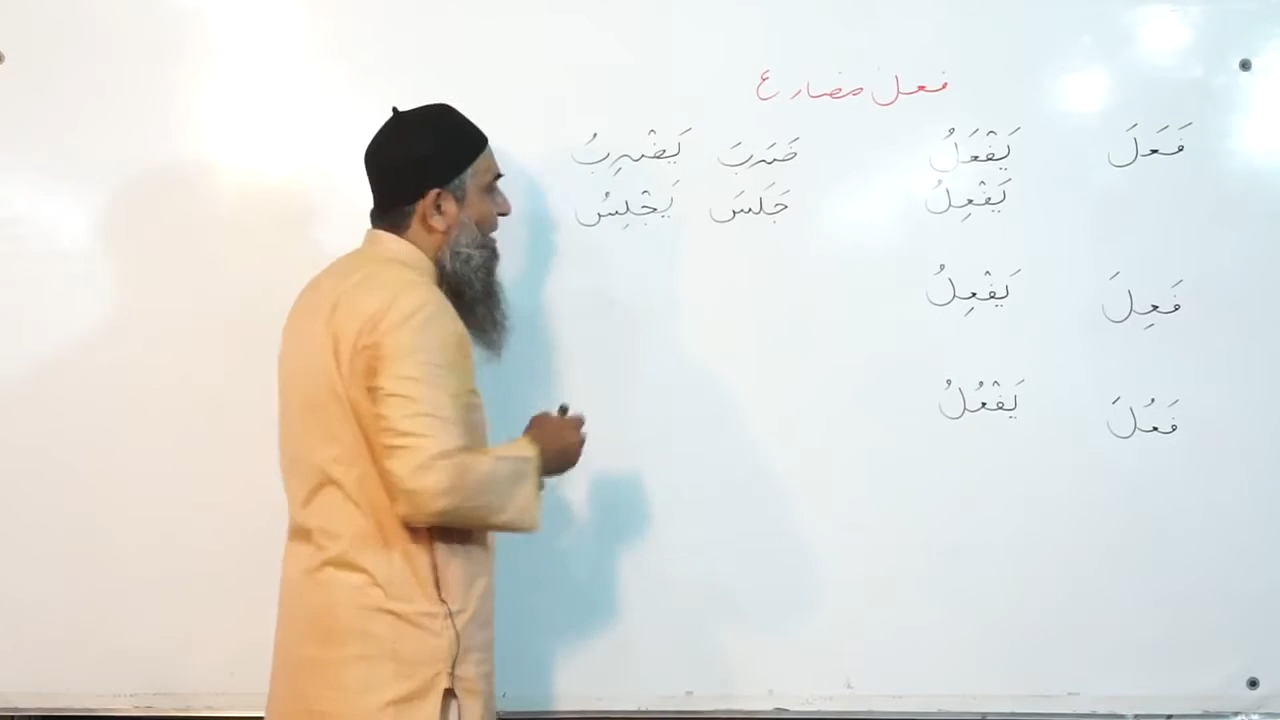 فعل مضارع
فَعَلَ يَفْعَلُ ضَرَبَ يَضْرِبُ
يَفْعِلُ جَلَسَ يَجْلِسُ
فَعِلَ يَفْعِلُ
فَعُلَ يَفْعُلُ